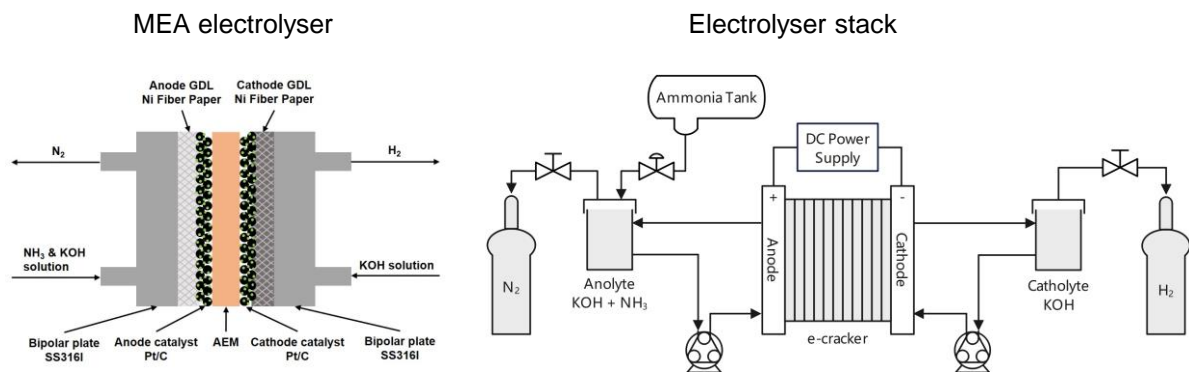 MEA electrolyser
Electrolyser stack
Anode GDL
Ni Fiber Paper
Cathode GDL
Ni Fiber Paper
N₂
H₂
NH₃ & KOH
solution
KOH solution
Bipolar plate
SS316l
Anode catalyst
Pt/C
AEM
Cathode catalyst
Pt/C
Bipolar plate
SS316l
Ammonia Tank
DC Power
Supply
+
-
Anode
Cathode
N₂
Anolyte
KOH + NH₃
e-cracker
Catholyte
KOH
H₂